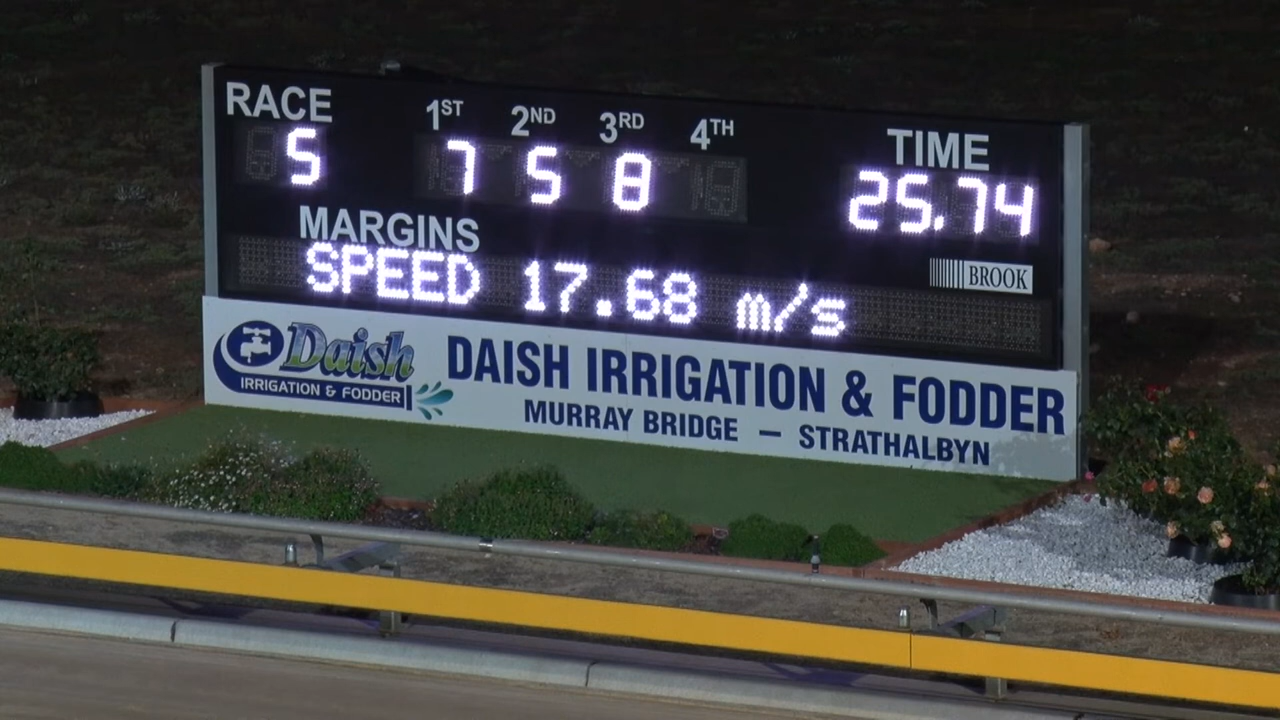 RACE 1ST 2ND 3RD 4TH TIME
5 7 5 8 25.74
MARGINS
SPEED 17.68 m/s
BROOK
Daish
IRRIGATION & FODDER
DAISH IRRIGATION & FODDER
MURRAY BRIDGE – STRATHALBYN